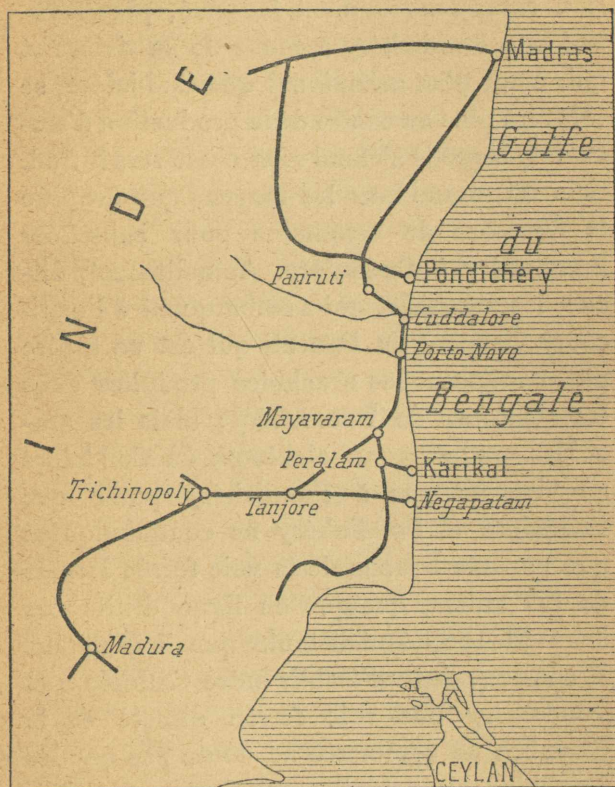 Madras
Golfe
du
INDE
Panruti
Pondichéry
Cuddalore
Porto-Novo
Bengale
Mayavaram
Peralam
Karikal
Trichinopoly
Tanjore
Negapatam
Madura
CEYLAN